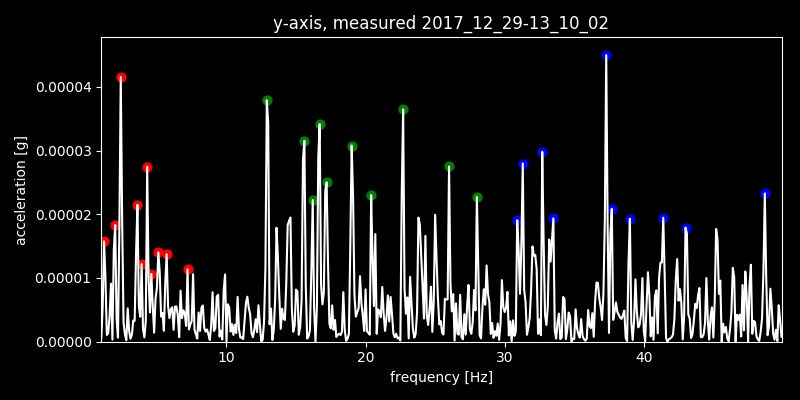 y-axis, measured 2017_12_29-13_10_02
acceleration [g]
0.00004
0.00003
0.00002
0.00001
0.00000
10 20 30 40
frequency [Hz]